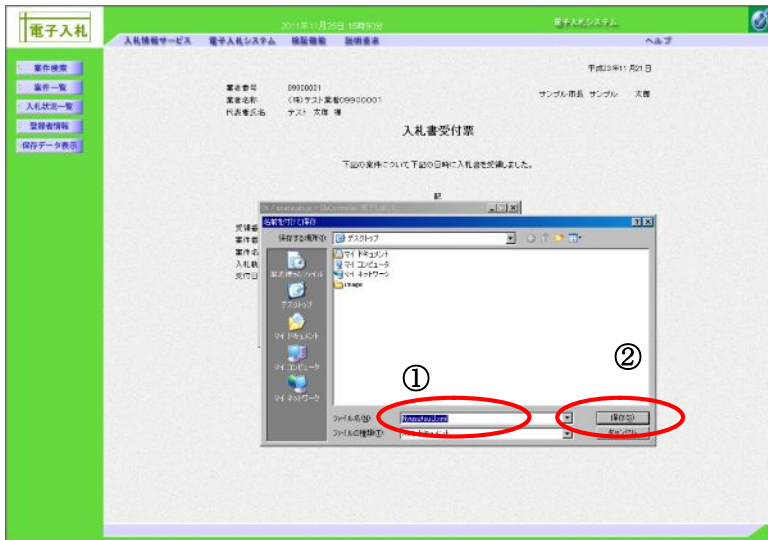 電子入札
2011年11月26日 15時50分
電子入札システム
入札情報サービス 電子入札システム 検証機能 説明要求 ヘルプ
案件検索
案件一覧
入札状況一覧
登録者情報
保存データ表示
平成23年11月21日
業者番号 09900001
業者名称 (株)テスト業者09900001
代表者氏名 テスト 太郎 様
サンプル市長 サンプル 太郎
入札書受付票
下記の案件について下記の日時に入札書を受領しました。
記
名前を付けて保存
保存する場所(I): デスクトップ
マイ ドキュメント
マイ コンピュータ
マイ ネットワーク
image
デスクトップ
マイ ドキュメント
マイ コンピュータ
マイ ネットワーク
①
②
ファイル名(N):
保存(S)
ファイルの種類(T):
キャンセル